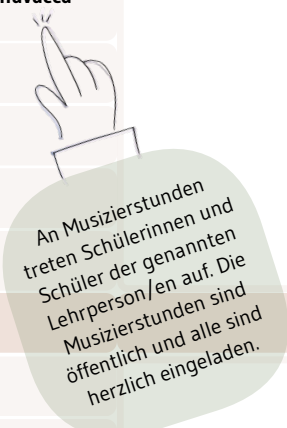 An Musizierstunden
treten Schülerinnen und
Schüler der genannten
Lehrperson/en auf. Die
Musizierstunden sind
öffentlich und alle sind
herzlich eingeladen.